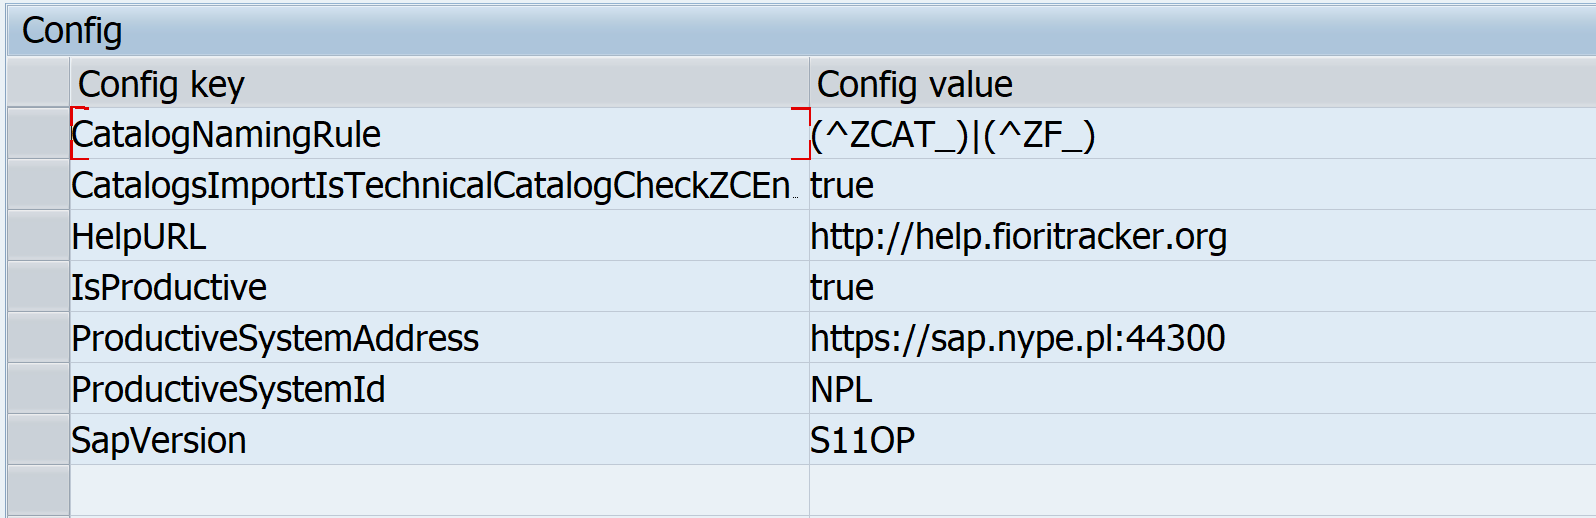 Config
Config key Config value
CatalogNamingRule (^ZCAT_)|(^ZF_)
CatalogsImportIsTechnicalCatalogCheckZCEn... true
HelpURL http://help.fioritracker.org
IsProductive true
ProductiveSystemAddress https://sap.nype.pl:44300
ProductiveSystemId NPL
SapVersion S11OP